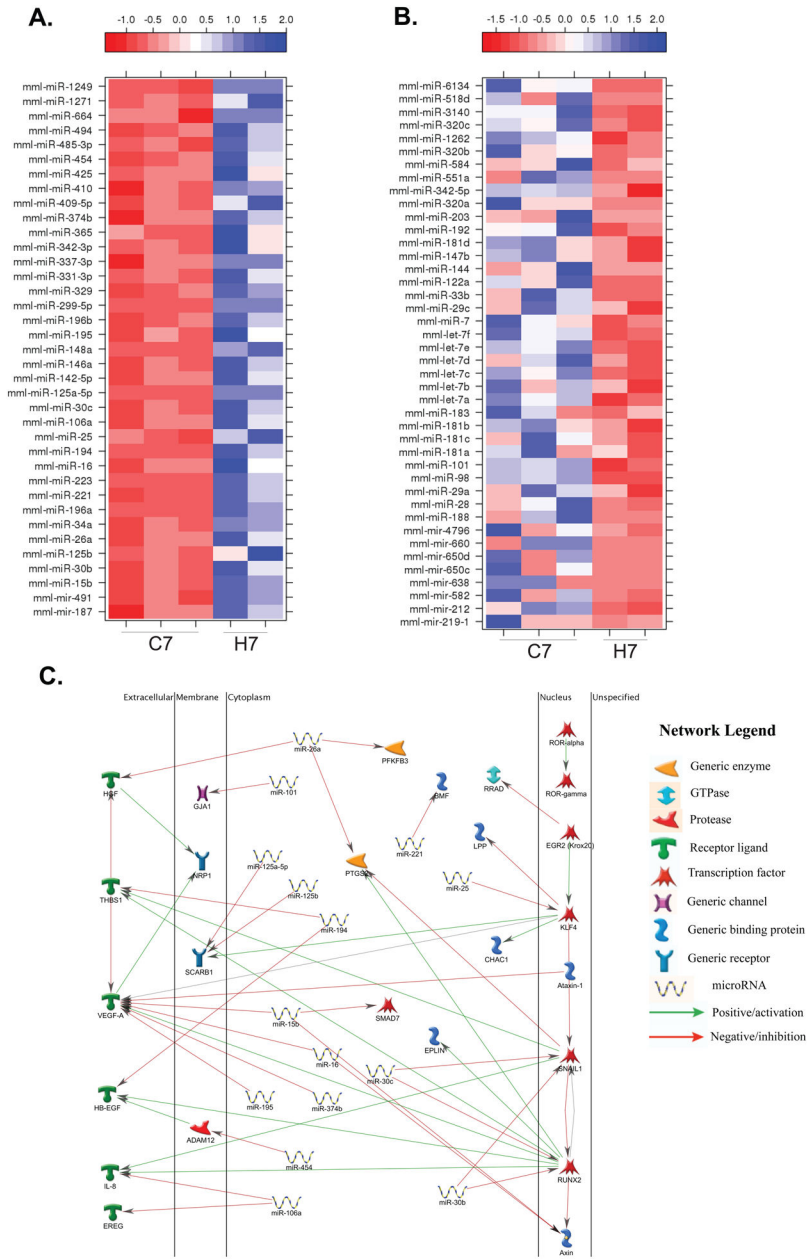 A.
-1.0 -0.5 0.0 0.5 1.0 1.5 2.0
mml-miR-1249
mml-miR-1271
mml-miR-664
mml-miR-494
mml-miR-485-3p
mml-miR-454
mml-miR-425
mml-miR-410
mml-miR-409-5p
mml-miR-374b
mml-miR-365
mml-miR-342-3p
mml-miR-337-3p
mml-miR-331-3p
mml-miR-329
mml-miR-299-5p
mml-miR-196b
mml-miR-195
mml-miR-148a
mml-miR-146a
mml-miR-142-5p
mml-miR-125a-5p
mml-miR-30c
mml-miR-106a
mml-miR-25
mml-miR-194
mml-miR-16
mml-miR-223
mml-miR-221
mml-miR-196a
mml-miR-34a
mml-miR-26a
mml-miR-125b
mml-miR-30b
mml-miR-15b
mml-mir-491
mml-mir-187
C7 H7
B.
-1.5 -1.0 -0.5 0.0 0.5 1.0 1.5 2.0
mml-miR-6134
mml-miR-518d
mml-miR-3140
mml-miR-320c
mml-miR-1262
mml-miR-320b
mml-miR-584
mml-miR-551a
mml-miR-342-5p
mml-miR-320a
mml-miR-203
mml-miR-192
mml-miR-181d
mml-miR-147b
mml-miR-144
mml-miR-122a
mml-miR-33b
mml-miR-29c
mml-miR-7
mml-let-7f
mml-let-7e
mml-let-7d
mml-let-7c
mml-let-7b
mml-let-7a
mml-miR-183
mml-miR-181b
mml-miR-181c
mml-miR-181a
mml-miR-101
mml-miR-98
mml-miR-29a
mml-miR-28
mml-miR-188
mml-mir-4796
mml-mir-660
mml-mir-650d
mml-mir-650c
mml-mir-638
mml-mir-582
mml-mir-212
mml-mir-219-1
C7 H7
C.
Extracellular Membrane Cytoplasm Nucleus Unspecified
miR-26a
PFKFB3
ROR-alpha
HGF
GJA1
miR-101
BMF
RRAD
ROR-gamma
NRP1
miR-125a-5p
PTGS2
miR-221
LPP
EGR2 (Krox20)
THBS1
miR-125b
miR-25
miR-194
KLF4
SCARB1
CHAC1
Ataxin-1
VEGF-A
miR-15b
SMAD7
EPLIN
miR-16
miR-30c
SNAIL1
HB-EGF
miR-195
miR-374b
ADAM12
miR-454
IL-8
RUNX2
miR-30b
EREG
miR-106a
Axin
Network Legend
Generic enzyme
GTPase
Protease
Receptor ligand
Transcription factor
Generic channel
Generic binding protein
Generic receptor
microRNA
Positive/activation
Negative/inhibition